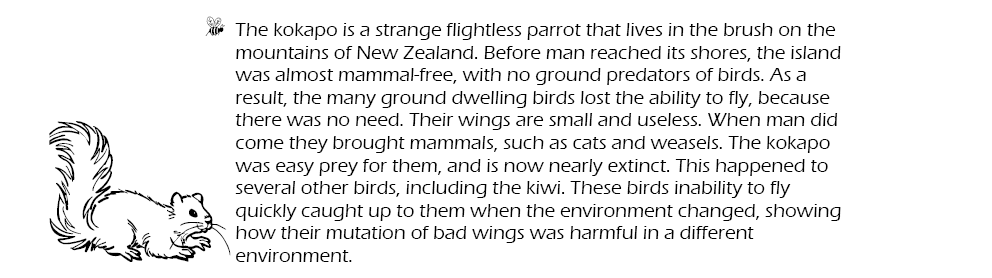 The kokapo is a strange flightless parrot that lives in the brush on the
mountains of New Zealand. Before man reached its shores, the island
was almost mammal-free, with no ground predators of birds. As a
result, the many ground dwelling birds lost the ability to fly, because
there was no need. Their wings are small and useless. When man did
come they brought mammals, such as cats and weasels. The kokapo
was easy prey for them, and is now nearly extinct. This happened to
several other birds, including the kiwi. These birds inability to fly
quickly caught up to them when the environment changed, showing
how their mutation of bad wings was harmful in a different
environment.